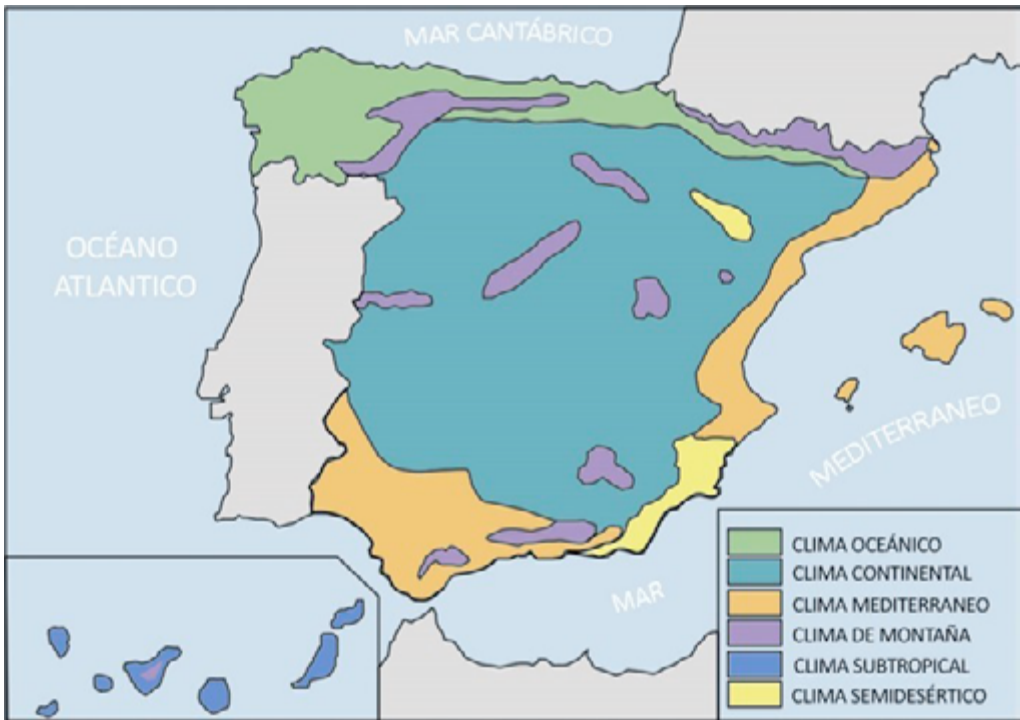 MAR CANTÁBRICO
OCÉANO
ATLANTICO
MEDITERRANEO
MAR
CLIMA OCEÁNICO
CLIMA CONTINENTAL
CLIMA MEDITERRANEO
CLIMA DE MONTAÑA
CLIMA SUBTROPICAL
CLIMA SEMIDESÉRTICO